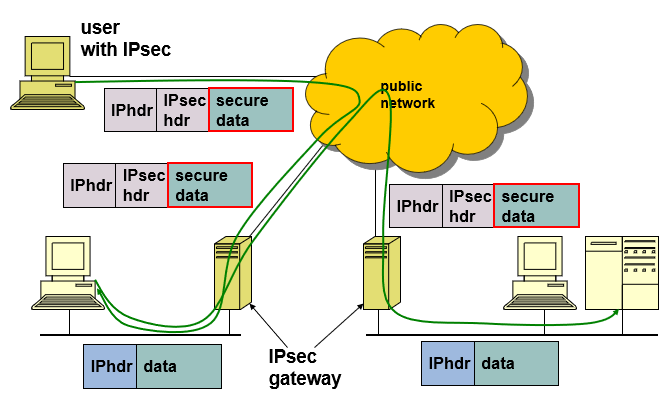 user
with IPsec
public
network
IPhdr IPsec hdr secure data
IPhdr IPsec hdr secure data
IPhdr IPsec hdr secure data
IPsec
gateway
IPhdr data
IPhdr data